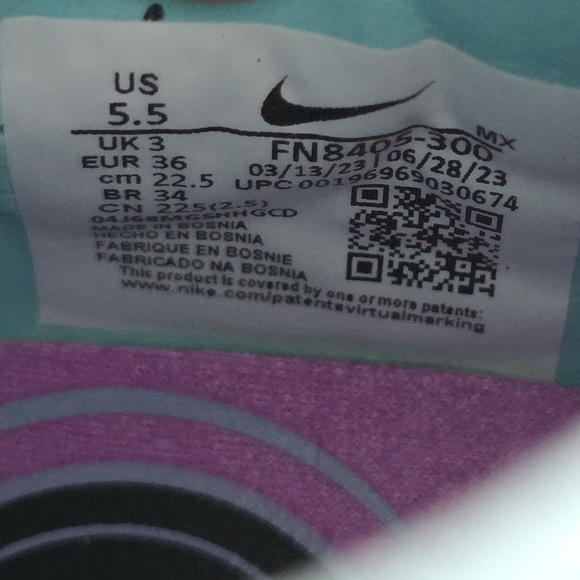 US
5.5
UK 3
EUR 36
cm 22.5
BR 34
CN 225(2.5)
MADE IN BOSNIA
HECHO EN BOSNIA
FABRIQUE EN BOSNIE
FABRICADO NA BOSNIA
This product is covered by one or more patents:
www.nike.com/patentsvirtualmarking
MX
FN8405-300
03/13/23 | 06/28/23
UPC 00196969030674